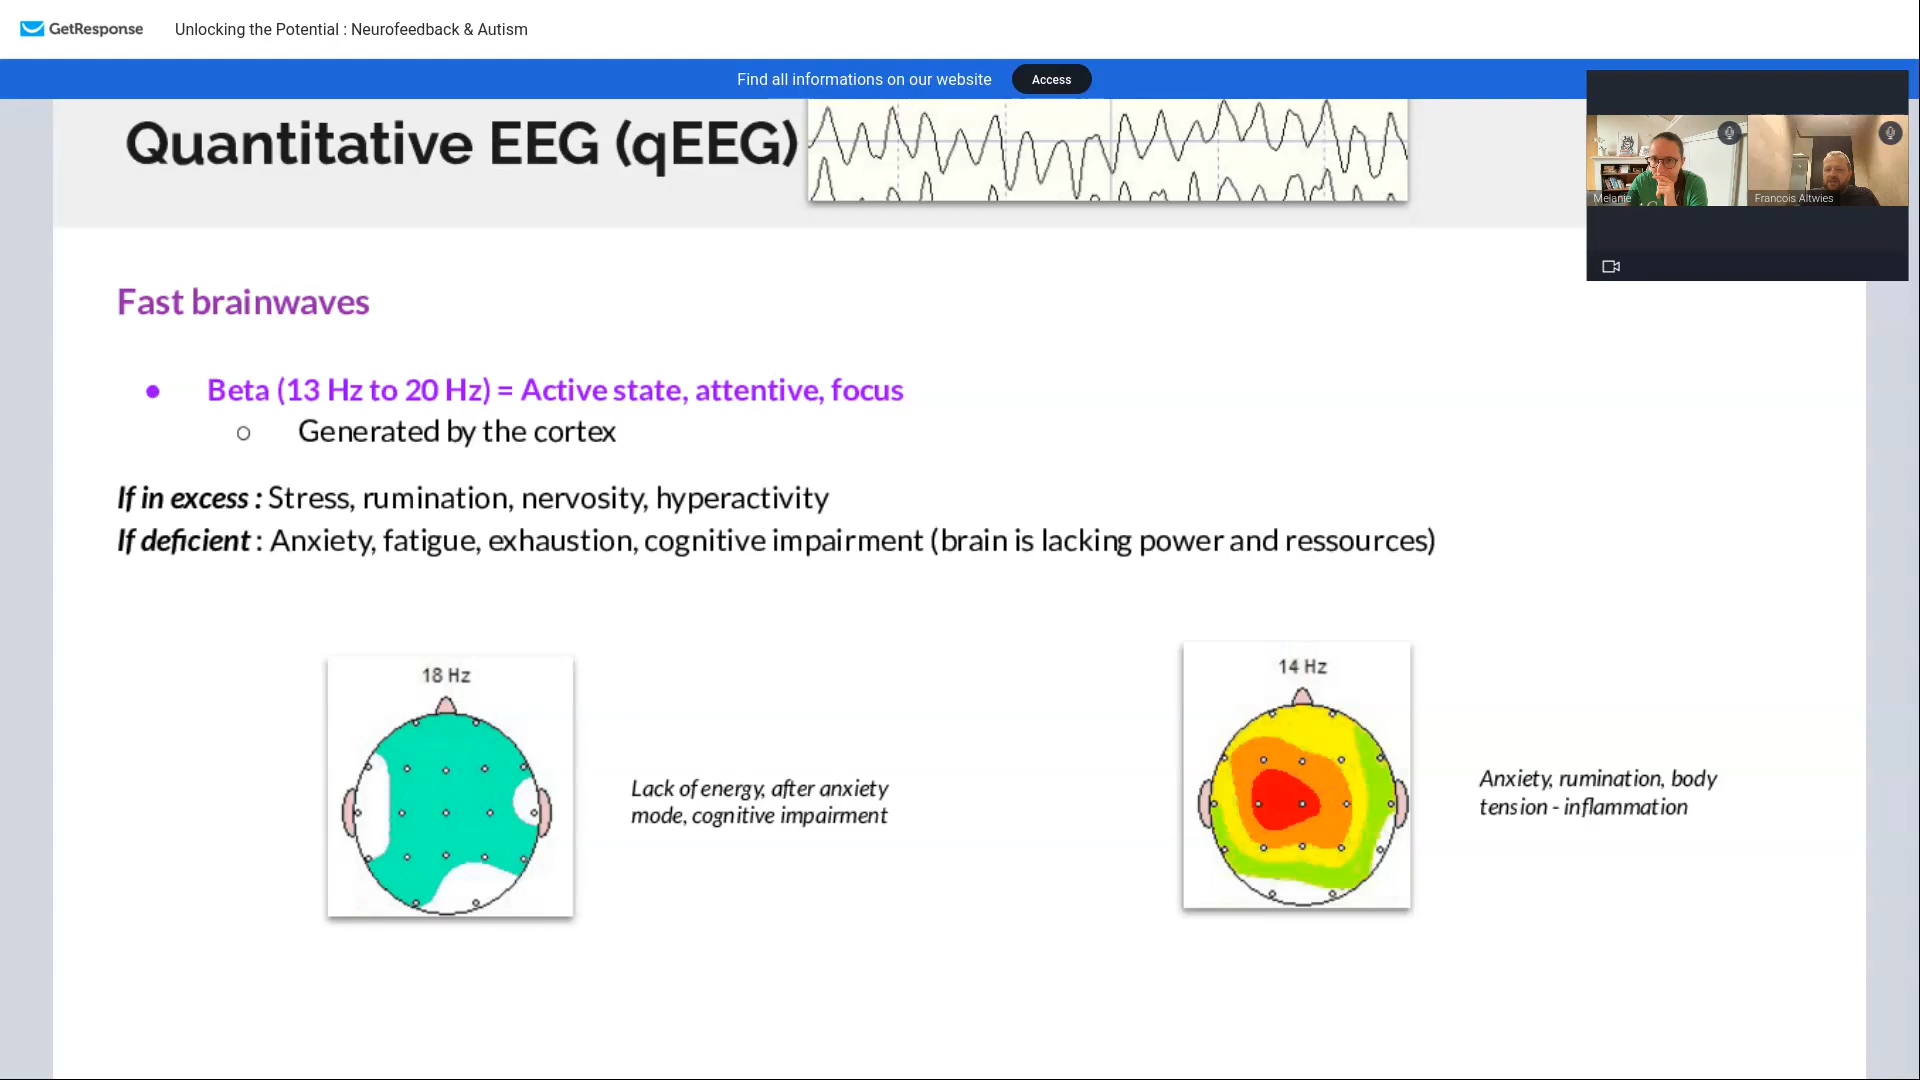 GetResponse
Unlocking the Potential : Neurofeedback & Autism
Find all informations on our website
Access
Quantitative EEG (qEEG)
Melanie
Francois Altwies
Fast brainwaves
● Beta (13 Hz to 20 Hz) = Active state, attentive, focus
○ Generated by the cortex
If in excess : Stress, rumination, nervosity, hyperactivity
If deficient : Anxiety, fatigue, exhaustion, cognitive impairment (brain is lacking power and ressources)
18 Hz
Lack of energy, after anxiety
mode, cognitive impairment
14 Hz
Anxiety, rumination, body
tension - inflammation